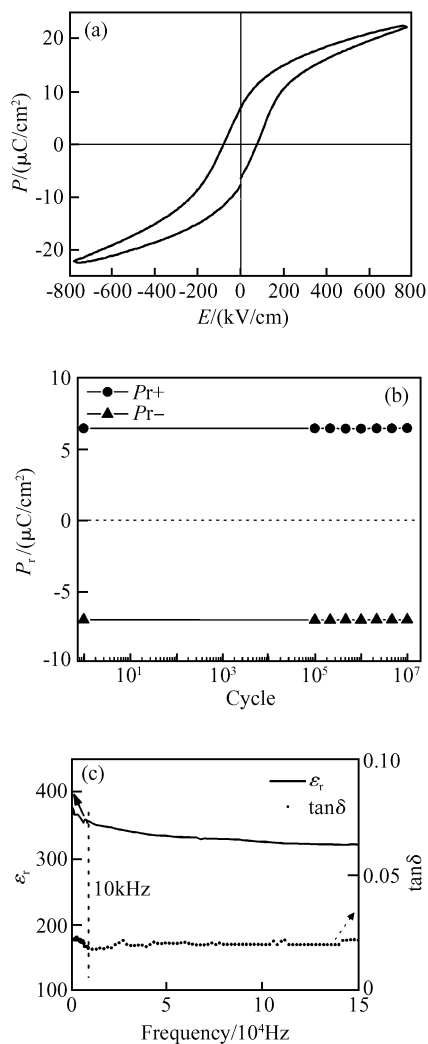 (a)
P/(μC/cm²)
20
10
0
-10
-20
-800 -600 -400 -200 0 200 400 600 800
E/(kV/cm)
(b)
Pr+
Pr−
Pᵣ/(μC/cm²)
10
5
0
-5
-10
10¹ 10³ 10⁵ 10⁷
Cycle
(c)
εᵣ
tanδ
εᵣ
400
300
200
100
10kHz
0.10
0.05
0
tanδ
0 5 10 15
Frequency/10⁴Hz